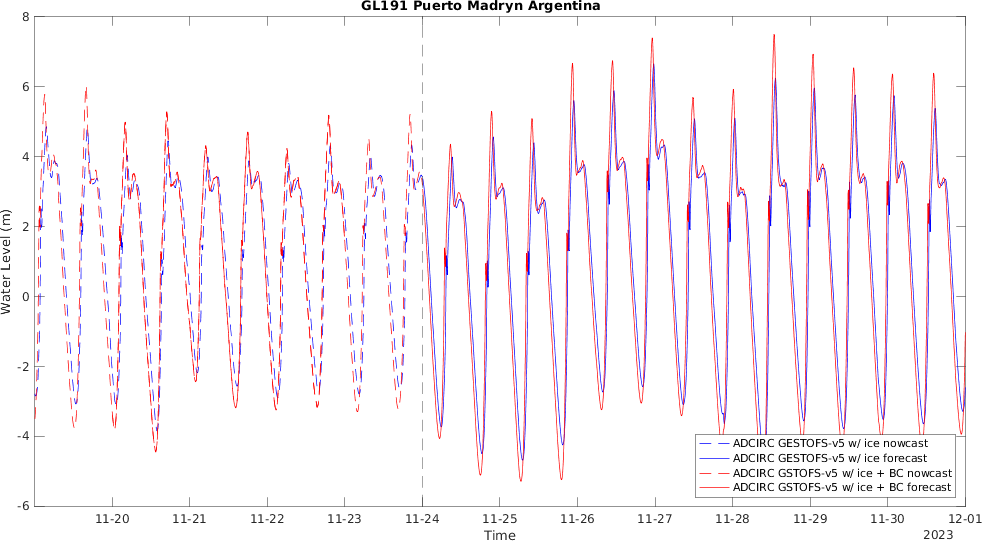 GL191 Puerto Madryn Argentina
8
6
4
2
0
-2
-4
-6
Water Level (m)
ADCIRC GESTOFS-v5 w/ ice nowcast
ADCIRC GESTOFS-v5 w/ ice forecast
ADCIRC GSTOFS-v5 w/ ice + BC nowcast
ADCIRC GSTOFS-v5 w/ ice + BC forecast
11-20 11-21 11-22 11-23 11-24 11-25 11-26 11-27 11-28 11-29 11-30 12-01
Time 2023